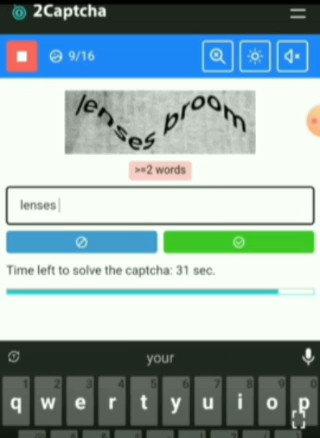 2Captcha
9/16
lenses proom
>=2 words
lenses
Time left to solve the captcha: 31 sec.
your
1 2 3 4 5 6 7 8 9 0
q w e r t y u i o p